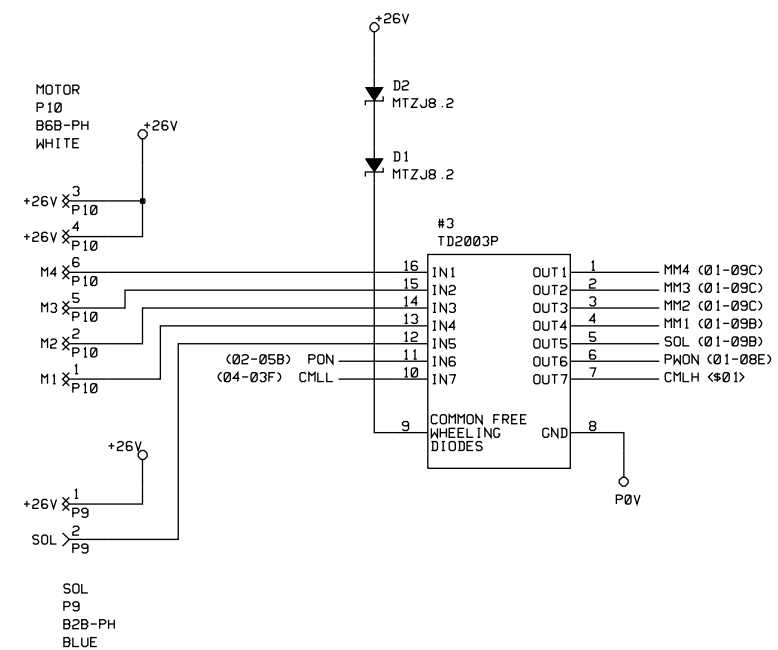 +26V
D2
MTZJ8.2
MOTOR
P10
B6B-PH
WHITE
+26V
D1
MTZJ8.2
+26V 3
P10
+26V 4
P10
#3
TD2003P
M4 6
P10
16 IN1 OUT1 1 MM4 (01-09C)
15 IN2 OUT2 2 MM3 (01-09C)
M3 5
P10
14 IN3 OUT3 3 MM2 (01-09C)
13 IN4 OUT4 4 MM1 (01-09B)
M2 2
P10
12 IN5 OUT5 5 SOL (01-09B)
(02-05B) PON 11 IN6 OUT6 6 PWON (01-08E)
M1 1
P10
(04-03F) CMLL 10 IN7 OUT7 7 CMLH <$01>
9 COMMON FREE
WHEELING
DIODES
GND 8
+26V
P0V
+26V 1
P9
SOL 2
P9
SOL
P9
B2B-PH
BLUE